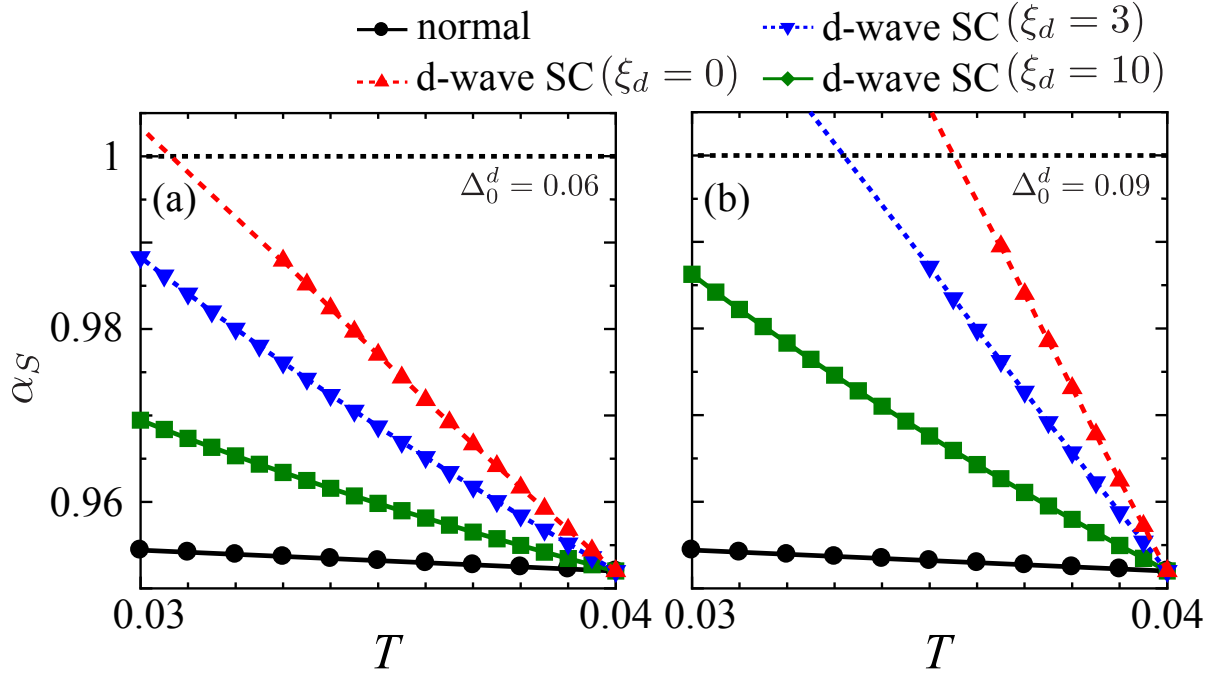 normal
d-wave SC (ξ_d = 0)
d-wave SC (ξ_d = 3)
d-wave SC (ξ_d = 10)
α_S
1
0.98
0.96
(a)
Δ_0^d = 0.06
0.03
0.04
T
(b)
Δ_0^d = 0.09
0.03
0.04
T